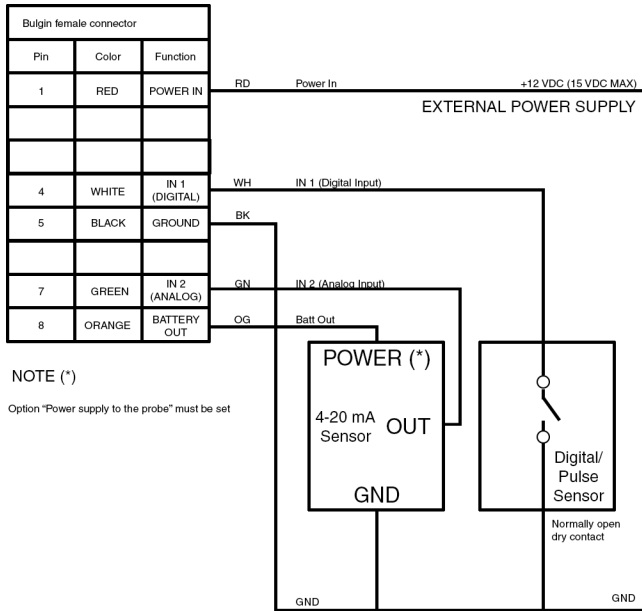 Bulgin female connector
Pin Color Function
1 RED POWER IN
RD Power In +12 VDC (15 VDC MAX)
EXTERNAL POWER SUPPLY
4 WHITE IN 1
(DIGITAL)
WH IN 1 (Digital Input)
5 BLACK GROUND
BK
7 GREEN IN 2
(ANALOG)
GN IN 2 (Analog Input)
8 ORANGE BATTERY
OUT
OG Batt Out
NOTE (*)
Option “Power supply to the probe” must be set
POWER (*)
4-20 mA
Sensor
OUT
GND
Digital/
Pulse
Sensor
Normally open
dry contact
GND
GND